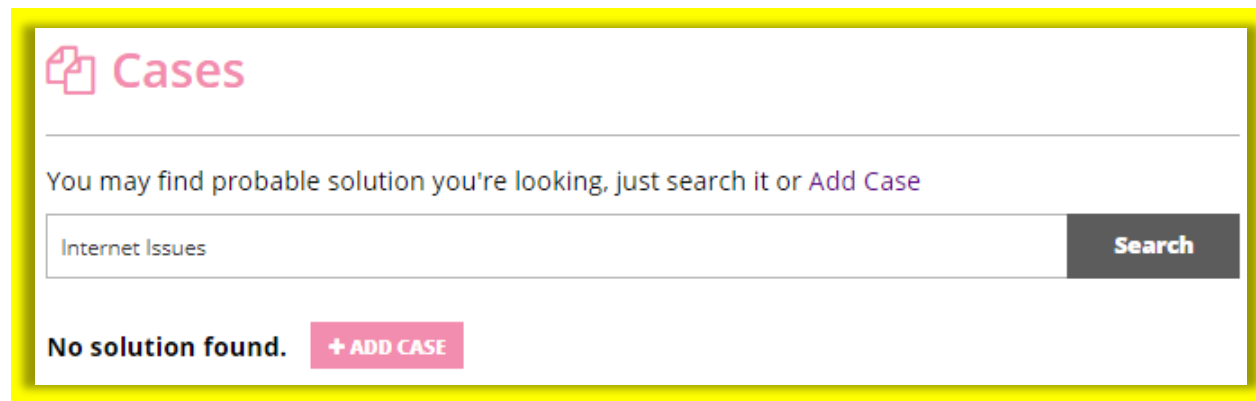 Cases
You may find probable solution you're looking, just search it or Add Case
Internet Issues
Search
No solution found.
+ ADD CASE